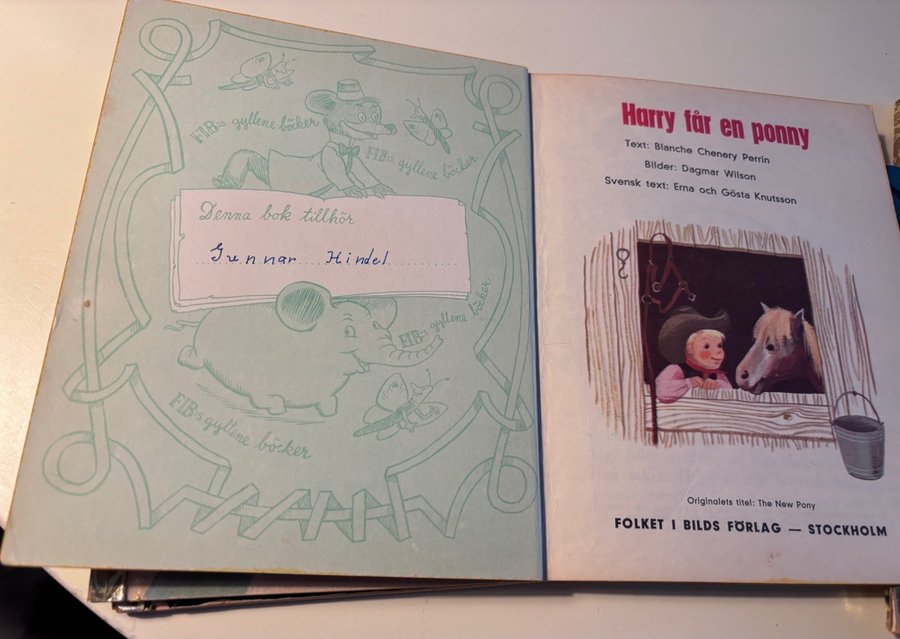 FIB:s gyllene böcker
FIB:s gyllene böcker
Denna bok tillhör
Gunnar Hindel
FIB:s gyllene böcker
FIB:s gyllene böcker
Harry får en ponny
Text: Blanche Chenery Perrin
Bilder: Dagmar Wilson
Svensk text: Erna och Gösta Knutsson
Originalets titel: The New Pony
FOLKET I BILDS FÖRLAG — STOCKHOLM